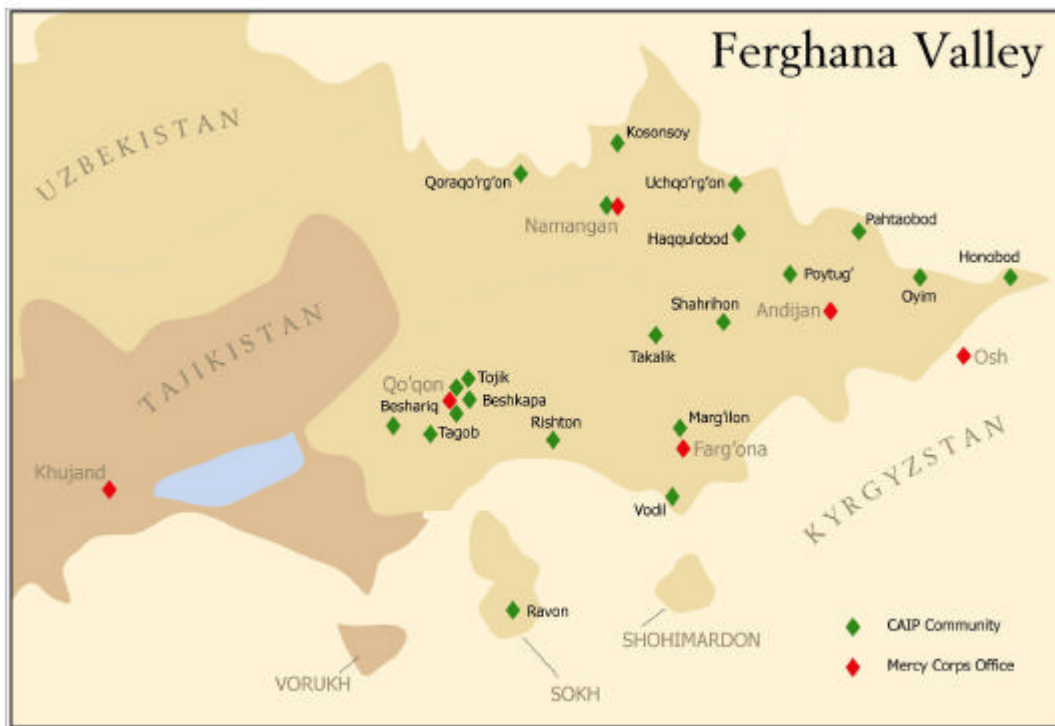 Ferghana Valley
UZBEKISTAN
Kosonsoy
Qoraqo'rg'on
Uchqo'rg'on
Namangan
Haqqulobod
Pahtaobod
Honobod
Poytug'
Oyim
Shahrihon
Andijan
TAJIKISTAN
Takalik
Osh
Qo'qon
Tojik
Beshariq
Beshkapa
Tagob
Rishton
Marg'ilon
Farg'ona
Khujand
KYRGYZSTAN
Vodil
Ravon
SHOHIMARDON
VORUKH
SOKH
CAIP Community
Mercy Corps Office